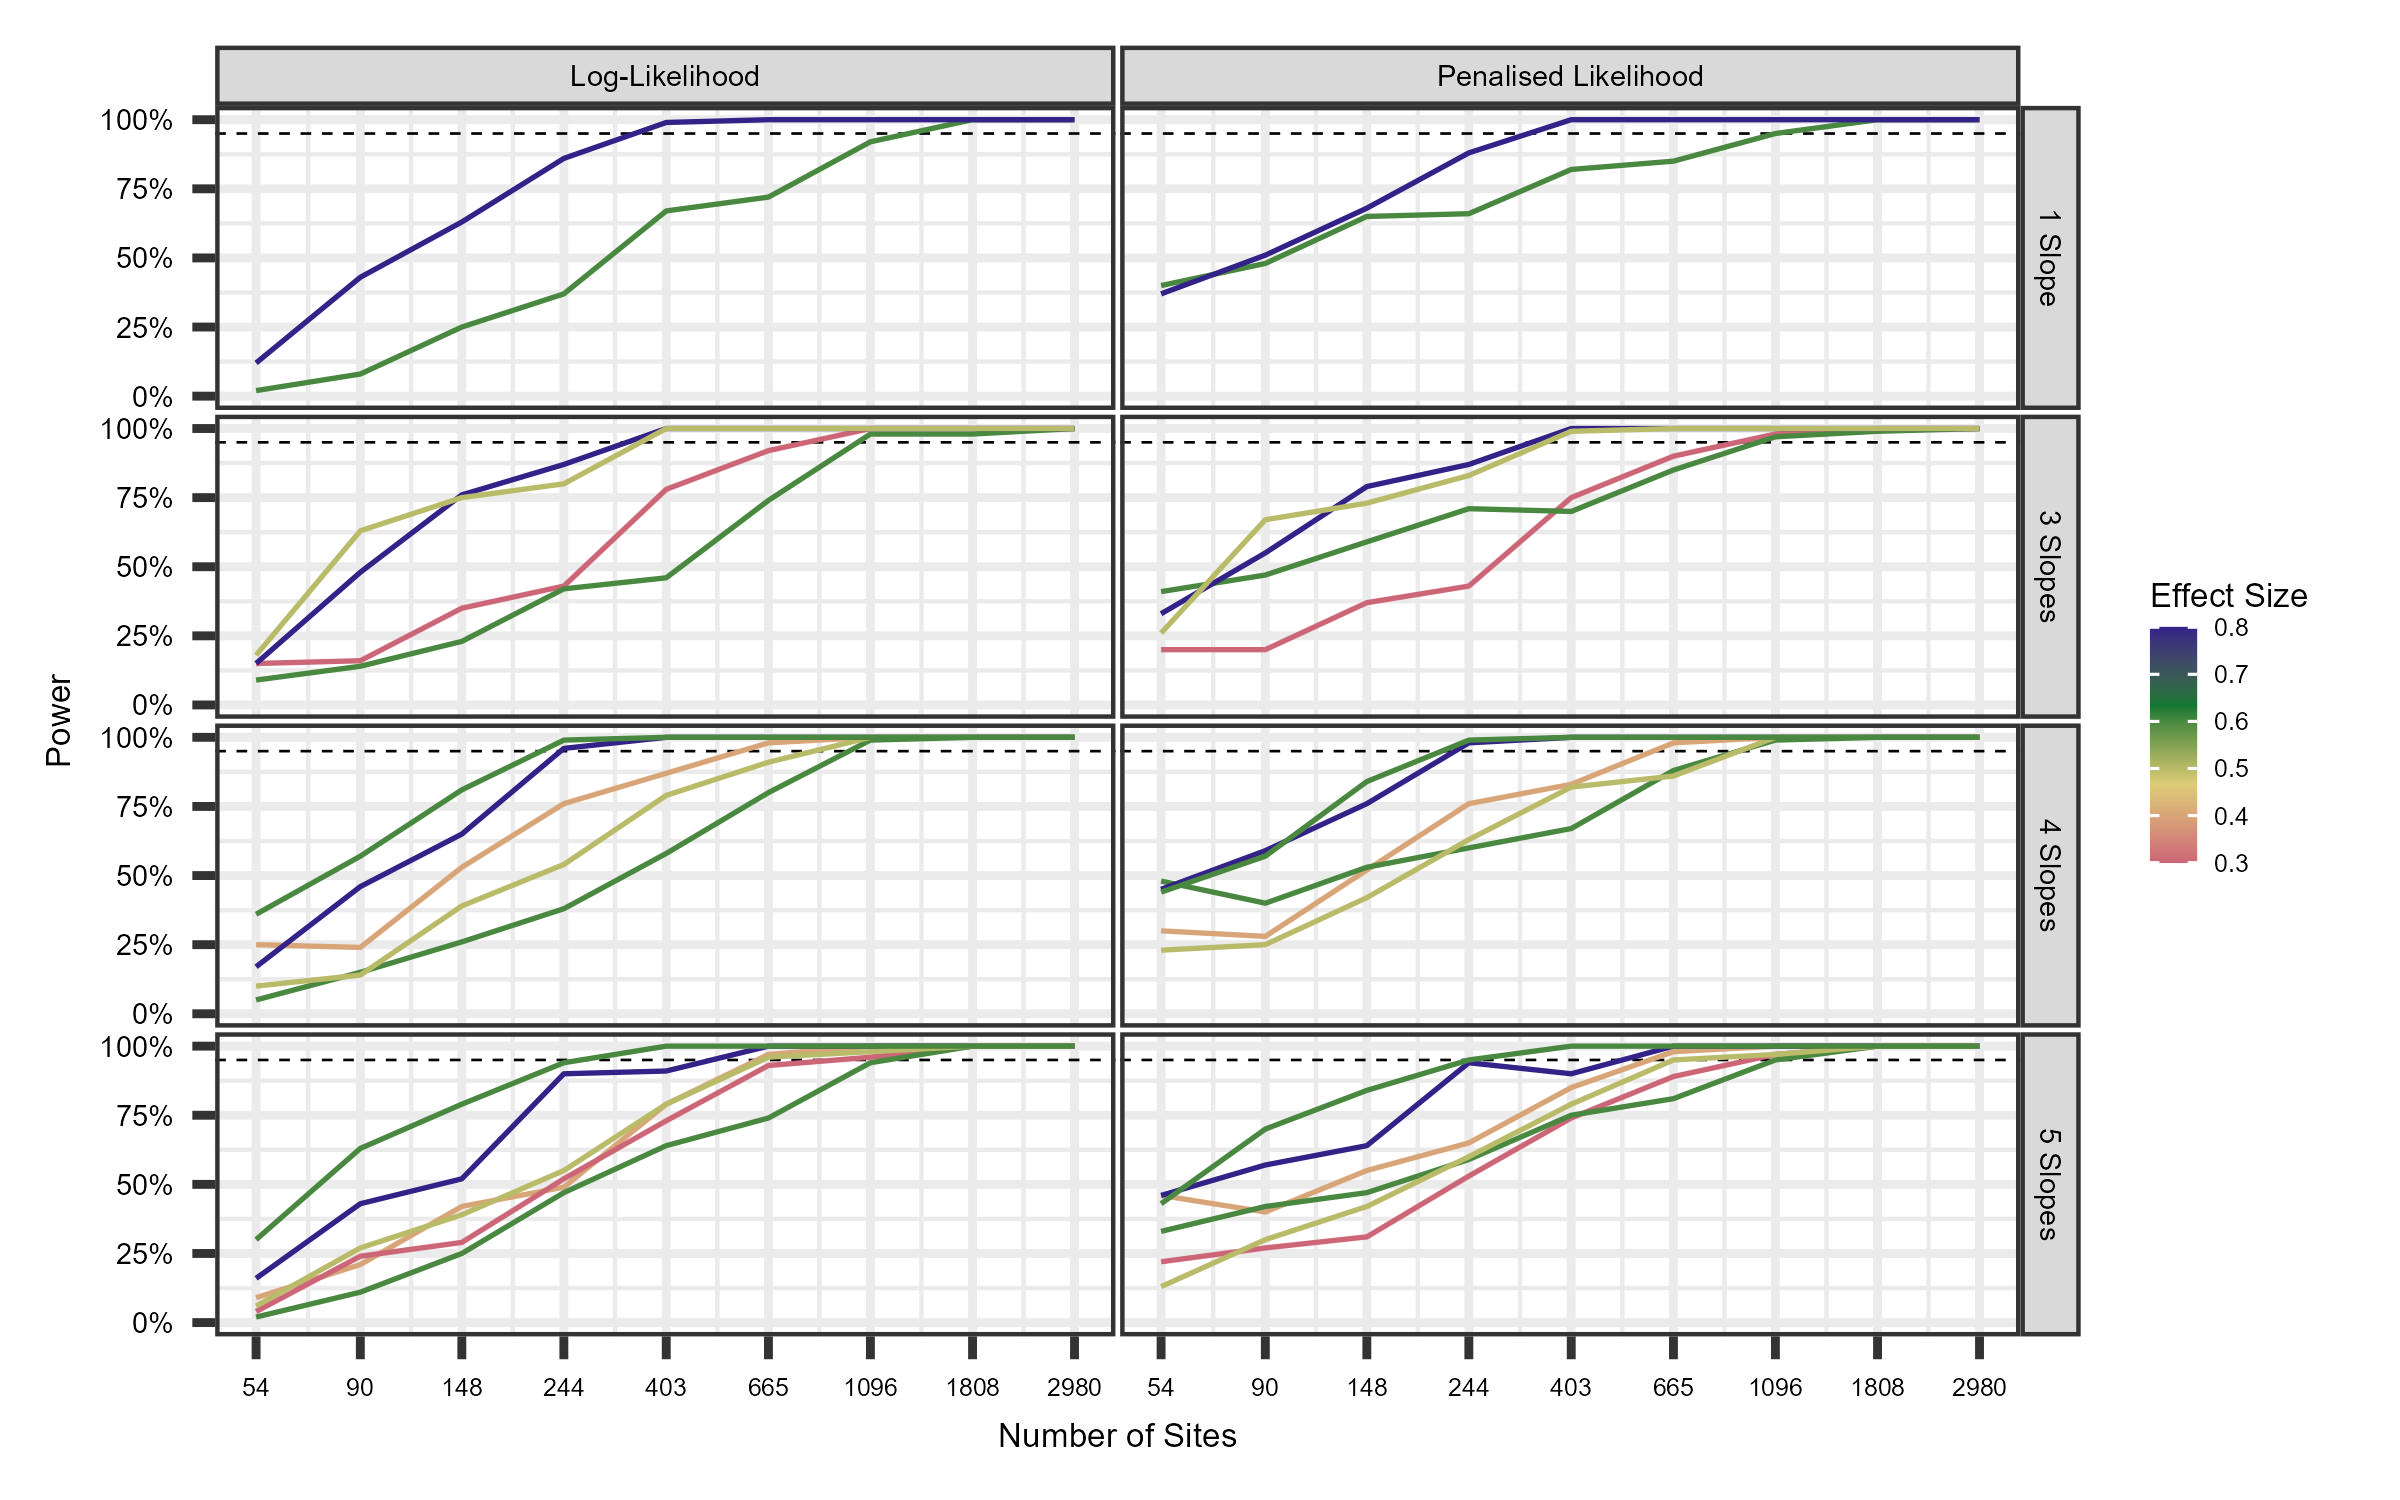 Log-Likelihood
Penalised Likelihood
100%
75%
50%
25%
0%
1 Slope
100%
75%
50%
25%
0%
3 Slopes
100%
75%
50%
25%
0%
4 Slopes
100%
75%
50%
25%
0%
5 Slopes
Power
54 90 148 244 403 665 1096 1808 2980
54 90 148 244 403 665 1096 1808 2980
Number of Sites
Effect Size
0.8
0.7
0.6
0.5
0.4
0.3